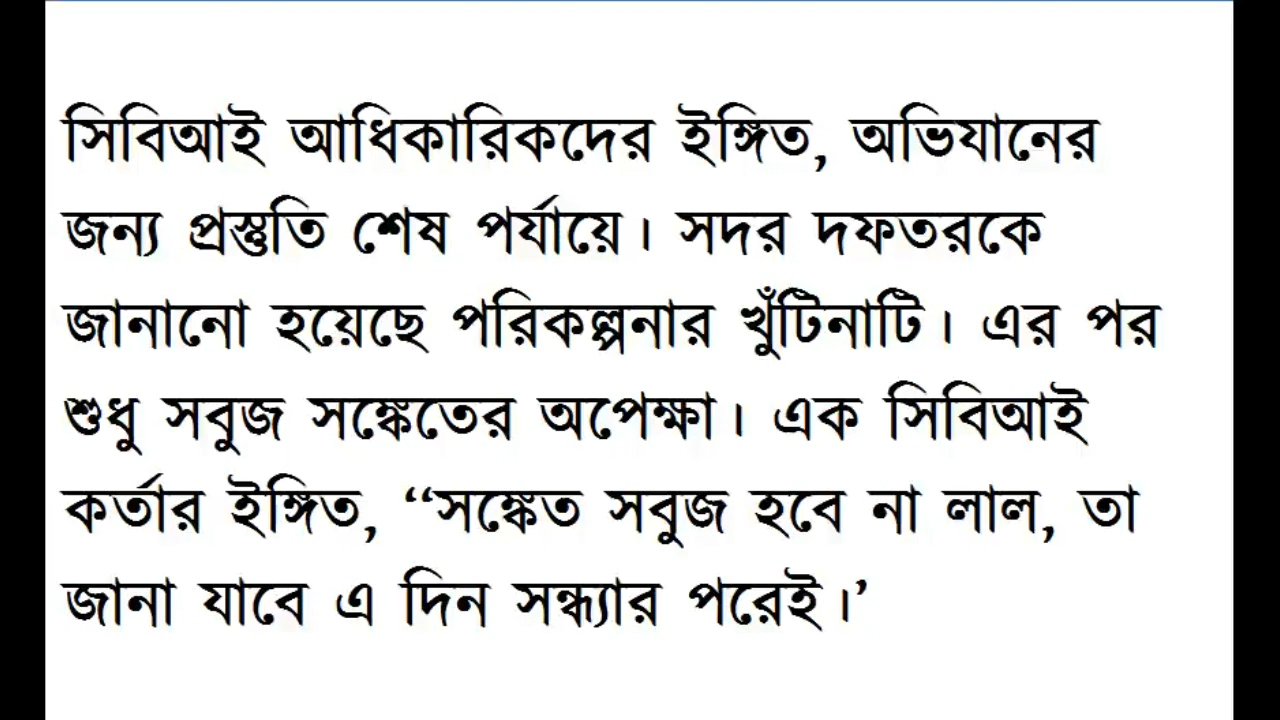 সিবিআই আধিকারিকদের ইঙ্গিত, অভিযানের
জন্য প্রস্তুতি শেষ পর্যায়ে। সদর দফতরকে
জানানো হয়েছে পরিকল্পনার খুঁটিনাটি। এর পর
শুধু সবুজ সঙ্কেতের অপেক্ষা। এক সিবিআই
কর্তার ইঙ্গিত, ‘‘সঙ্কেত সবুজ হবে না লাল, তা
জানা যাবে এ দিন সন্ধ্যার পরেই।’